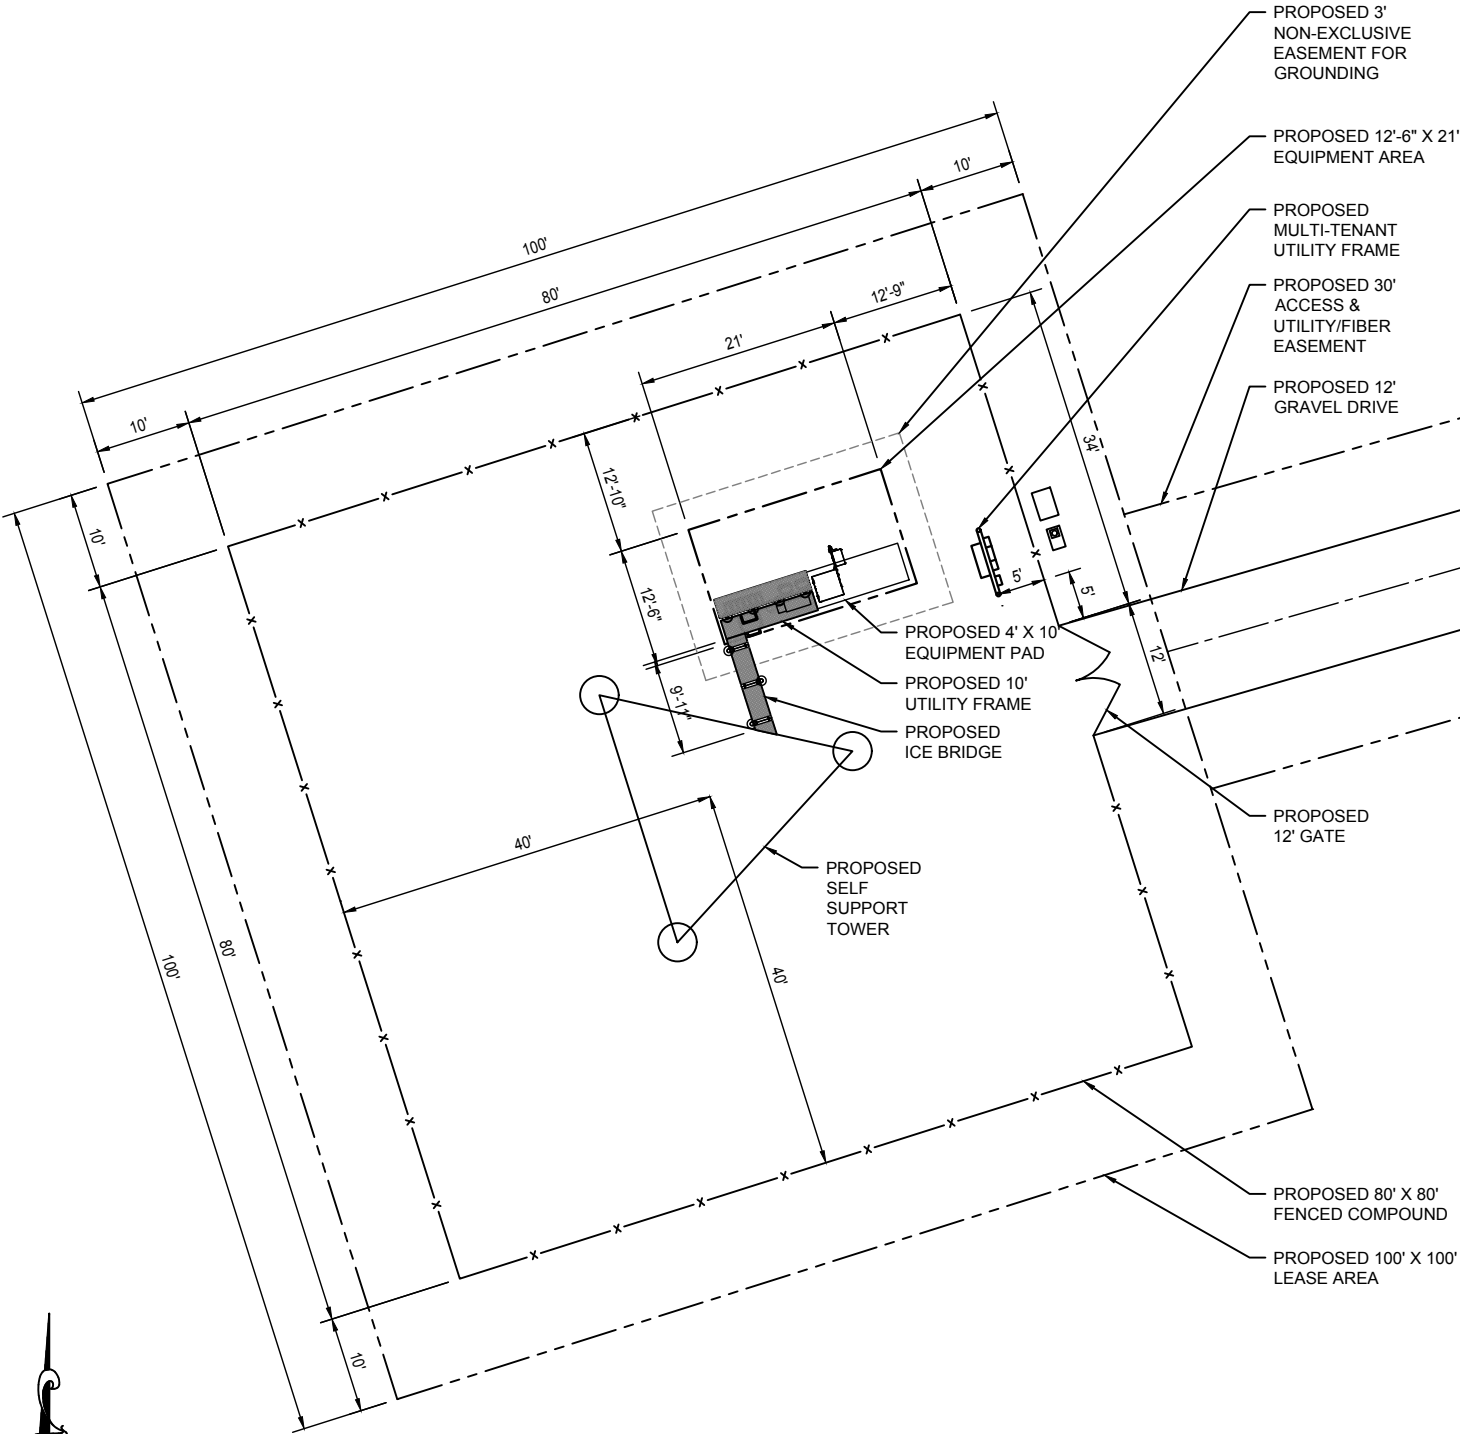 PROPOSED 3'
NON-EXCLUSIVE
EASEMENT FOR
GROUNDING
PROPOSED 12'-6" X 21'
EQUIPMENT AREA
PROPOSED
MULTI-TENANT
UTILITY FRAME
PROPOSED 30'
ACCESS &
UTILITY/FIBER
EASEMENT
PROPOSED 12'
GRAVEL DRIVE
100'
80'
10'
12'-9"
21'
10'
10'
12'-10"
12'-6"
9'-11"
34'
5'
5'
12'
PROPOSED 4' X 10'
EQUIPMENT PAD
PROPOSED 10'
UTILITY FRAME
PROPOSED
ICE BRIDGE
PROPOSED
12' GATE
40'
PROPOSED
SELF
SUPPORT
TOWER
40'
80'
100'
10'
PROPOSED 80' X 80'
FENCED COMPOUND
PROPOSED 100' X 100'
LEASE AREA